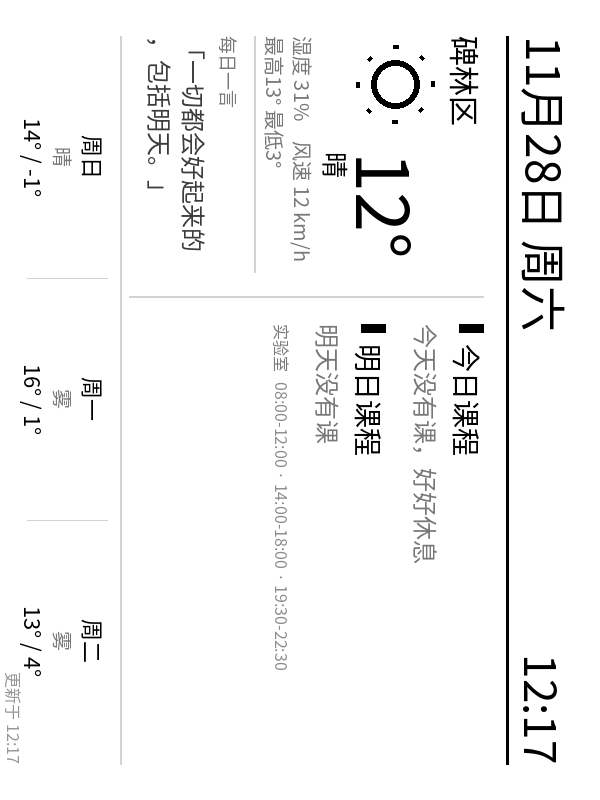 11月28日 周六
12:17
碑林区
12°
晴
湿度 31%  风速 12 km/h
最高13° 最低3°
每日一言
「一切都会好起来的
，包括明天。」
今日课程
今天没有课，好好休息
明日课程
明天没有课
实验室 08:00-12:00 · 14:00-18:00 · 19:30-22:30
周日
晴
14° / -1°
周一
雾
16° / 1°
周二
雾
13° / 4°
更新于 12:17